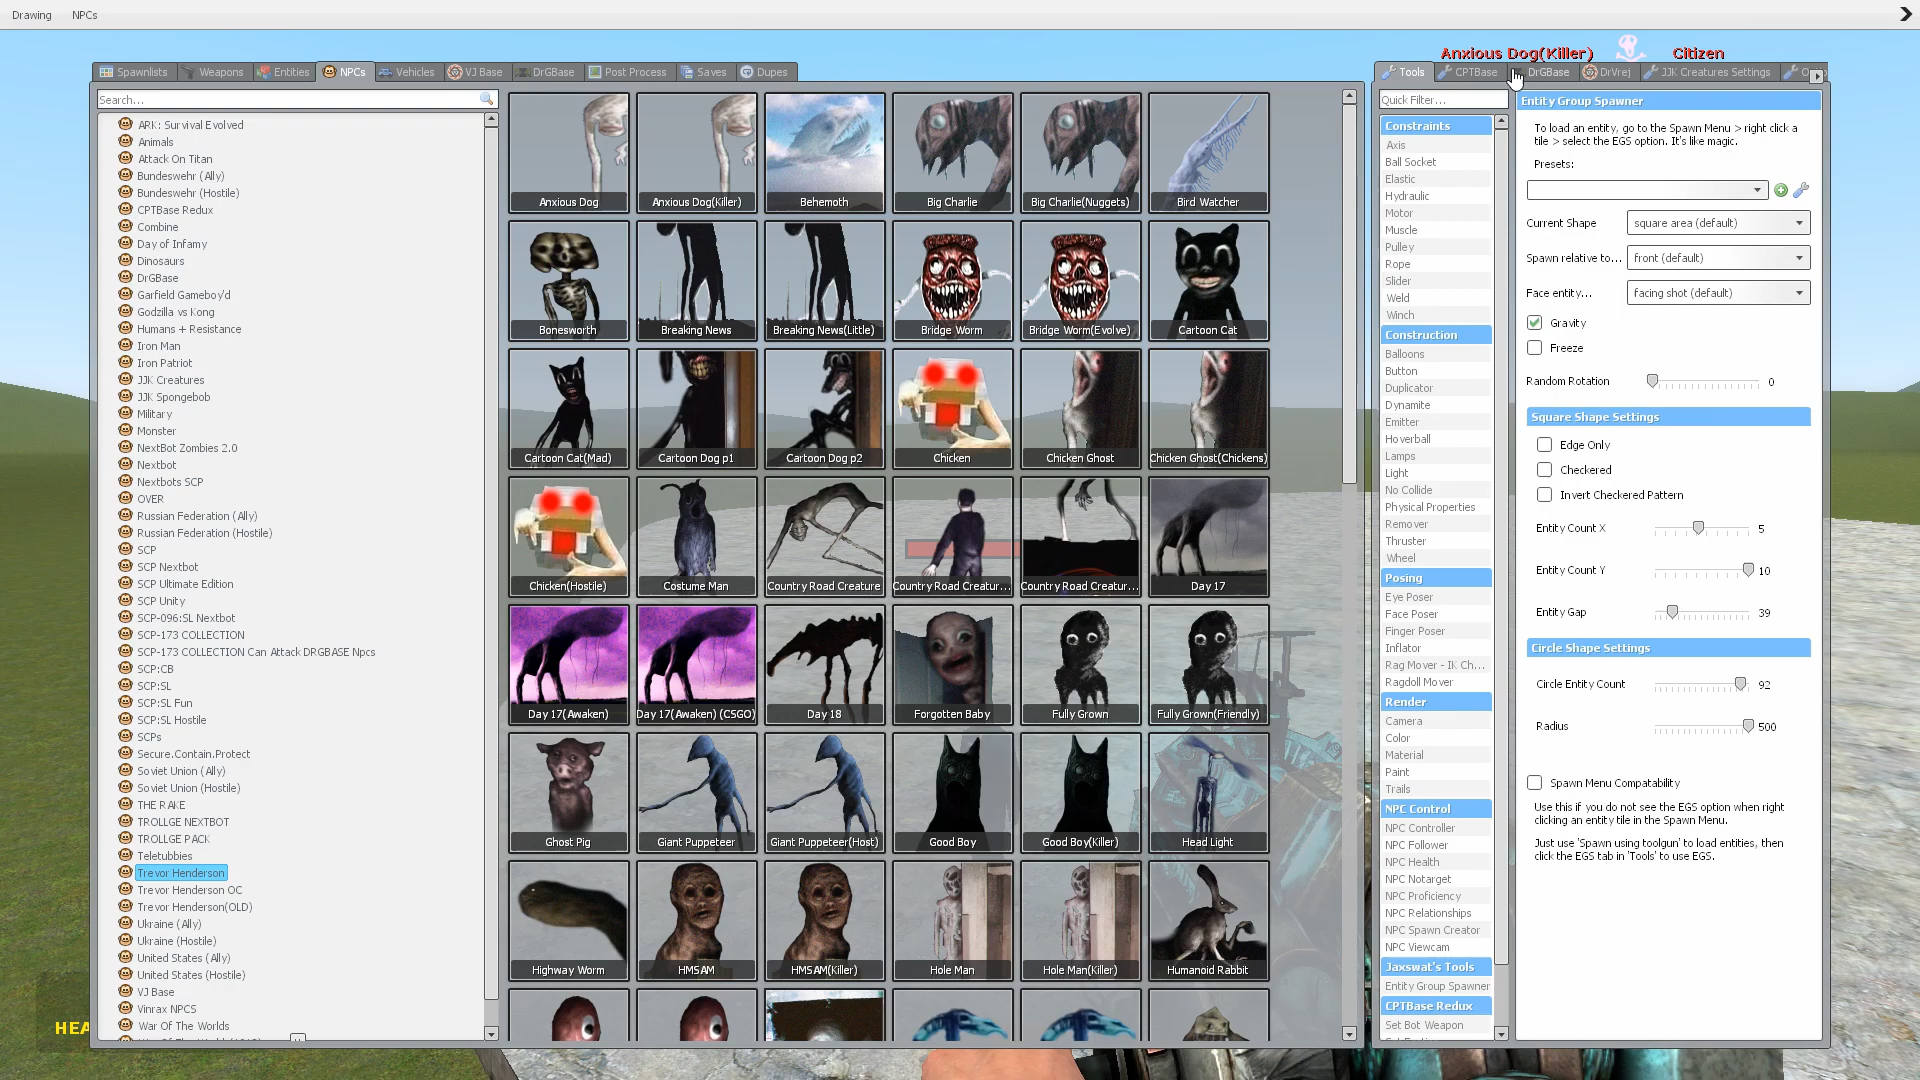 Drawing NPCs
Anxious Dog(Killer) Citizen
Spawnlists Weapons Entities NPCs Vehicles VJ Base DrGBase Post Process Saves Dupes
Search...
ARK: Survival Evolved
Animals
Attack On Titan
Bundeswehr (Ally)
Bundeswehr (Hostile)
CPTBase Redux
Combine
Day of Infamy
Dinosaurs
DrGBase
Garfield Gameboy'd
Godzilla vs Kong
Humans + Resistance
Iron Man
Iron Patriot
JJK Creatures
JJK Spongebob
Military
Monster
NextBot Zombies 2.0
Nextbot
Nextbots SCP
OVER
Russian Federation (Ally)
Russian Federation (Hostile)
SCP
SCP Nextbot
SCP Ultimate Edition
SCP Unity
SCP-096:SL Nextbot
SCP-173 COLLECTION
SCP-173 COLLECTION Can Attack DRGBASE Npcs
SCP:CB
SCP:SL
SCP:SL Fun
SCP:SL Hostile
SCPs
Secure.Contain.Protect
Soviet Union (Ally)
Soviet Union (Hostile)
THE RAKE
TROLLGE NEXTBOT
TROLLGE PACK
Teletubbies
Trevor Henderson
Trevor Henderson OC
Trevor Henderson(OLD)
Ukraine (Ally)
Ukraine (Hostile)
United States (Ally)
United States (Hostile)
VJ Base
Vinrax NPCS
War Of The Worlds
HEA
Anxious Dog Anxious Dog(Killer) Behemoth Big Charlie Big Charlie(Nuggets) Bird Watcher
Bonesworth Breaking News Breaking News(Little) Bridge Worm Bridge Worm(Evolve) Cartoon Cat
Cartoon Cat(Mad) Cartoon Dog p1 Cartoon Dog p2 Chicken Chicken Ghost Chicken Ghost(Chickens)
Chicken(Hostile) Costume Man Country Road Creature Country Road Creatur... Country Road Creatur... Day 17
Day 17(Awaken) Day 17(Awaken) (CSGO) Day 18 Forgotten Baby Fully Grown Fully Grown(Friendly)
Ghost Pig Giant Puppeteer Giant Puppeteer(Host) Good Boy Good Boy(Killer) Head Light
Highway Worm HMSAM HMSAM(Killer) Hole Man Hole Man(Killer) Humanoid Rabbit
Tools CPTBase DrGBase DrVrej JJK Creatures Settings
Quick Filter...
Constraints
Axis
Ball Socket
Elastic
Hydraulic
Motor
Muscle
Pulley
Rope
Slider
Weld
Winch
Construction
Balloons
Button
Duplicator
Dynamite
Emitter
Hoverball
Lamps
Light
No Collide
Physical Properties
Remover
Thruster
Wheel
Posing
Eye Poser
Face Poser
Finger Poser
Inflator
Rag Mover - IK Ch...
Ragdoll Mover
Render
Camera
Color
Material
Paint
Trails
NPC Control
NPC Controller
NPC Follower
NPC Health
NPC Notarget
NPC Proficiency
NPC Relationships
NPC Spawn Creator
NPC Viewcam
Jaxswat's Tools
Entity Group Spawner
CPTBase Redux
Set Bot Weapon
Entity Group Spawner
To load an entity, go to the Spawn Menu > right click a
tile > select the EGS option. It's like magic.
Presets:
Current Shape square area (default)
Spawn relative to... front (default)
Face entity... facing shot (default)
Gravity
Freeze
Random Rotation 0
Square Shape Settings
Edge Only
Checkered
Invert Checkered Pattern
Entity Count X 5
Entity Count Y 10
Entity Gap 39
Circle Shape Settings
Circle Entity Count 92
Radius 500
Spawn Menu Compatability
Use this if you do not see the EGS option when right
clicking an entity tile in the Spawn Menu.
Just use 'Spawn using toolgun' to load entities, then
click the EGS tab in 'Tools' to use EGS.